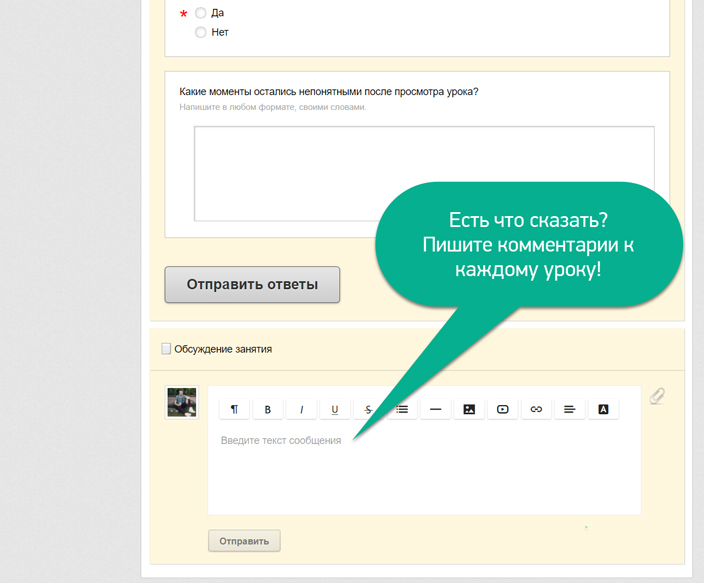 * Да
Нет
Какие моменты остались непонятными после просмотра урока?
Напишите в любом формате, своими словами.
Есть что сказать?
Пишите комментарии к
каждому уроку!
Отправить ответы
Обсуждение занятия
¶ B I U S A
Введите текст сообщения
Отправить